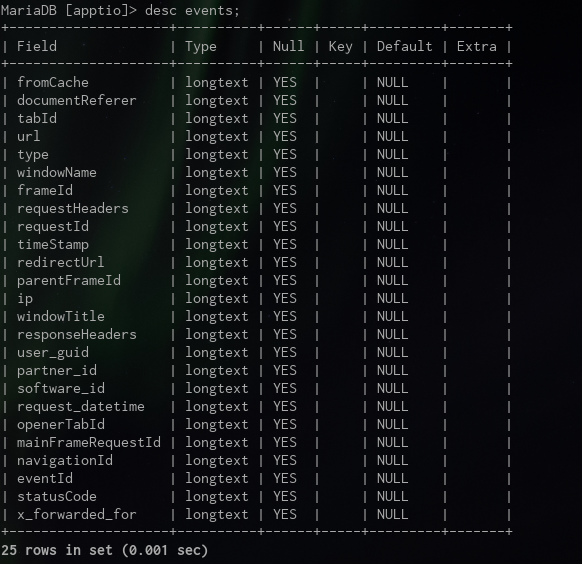 MariaDB [apptio]> desc events;
+-------------------+----------+------+-----+---------+-------+
| Field             | Type     | Null | Key | Default | Extra |
+-------------------+----------+------+-----+---------+-------+
| fromCache         | longtext | YES  |     | NULL    |       |
| documentReferer   | longtext | YES  |     | NULL    |       |
| tabId             | longtext | YES  |     | NULL    |       |
| url               | longtext | YES  |     | NULL    |       |
| type              | longtext | YES  |     | NULL    |       |
| windowName        | longtext | YES  |     | NULL    |       |
| frameId           | longtext | YES  |     | NULL    |       |
| requestHeaders    | longtext | YES  |     | NULL    |       |
| requestId         | longtext | YES  |     | NULL    |       |
| timeStamp         | longtext | YES  |     | NULL    |       |
| redirectUrl       | longtext | YES  |     | NULL    |       |
| parentFrameId     | longtext | YES  |     | NULL    |       |
| ip                | longtext | YES  |     | NULL    |       |
| windowTitle       | longtext | YES  |     | NULL    |       |
| responseHeaders   | longtext | YES  |     | NULL    |       |
| user_guid         | longtext | YES  |     | NULL    |       |
| partner_id        | longtext | YES  |     | NULL    |       |
| software_id       | longtext | YES  |     | NULL    |       |
| request_datetime  | longtext | YES  |     | NULL    |       |
| openerTabId       | longtext | YES  |     | NULL    |       |
| mainFrameRequestId | longtext | YES  |     | NULL    |       |
| navigationId      | longtext | YES  |     | NULL    |       |
| eventId           | longtext | YES  |     | NULL    |       |
| statusCode        | longtext | YES  |     | NULL    |       |
| x_forwarded_for   | longtext | YES  |     | NULL    |       |
+-------------------+----------+------+-----+---------+-------+
25 rows in set (0.001 sec)